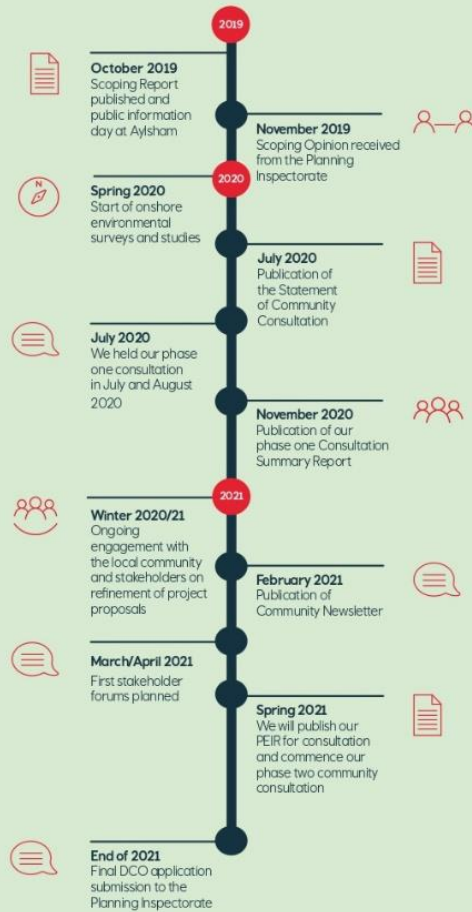 2019
October 2019
Scoping Report
published and
public information
day at Aylsham
November 2019
Scoping Opinion received
from the Planning
Inspectorate
2020
N
Spring 2020
Start of onshore
environmental
surveys and studies
July 2020
Publication of
the Statement
of Community
Consultation
July 2020
We held our phase
one consultation
in July and August
2020
November 2020
Publication of our
phase one Consultation
Summary Report
2021
Winter 2020/21
Ongoing
engagement with
the local community
and stakeholders on
refinement of project
proposals
February 2021
Publication of
Community Newsletter
March/April 2021
First stakeholder
forums planned
Spring 2021
We will publish our
PEIR for consultation
and commence our
phase two community
consultation
End of 2021
Final DCO application
submission to the
Planning Inspectorate